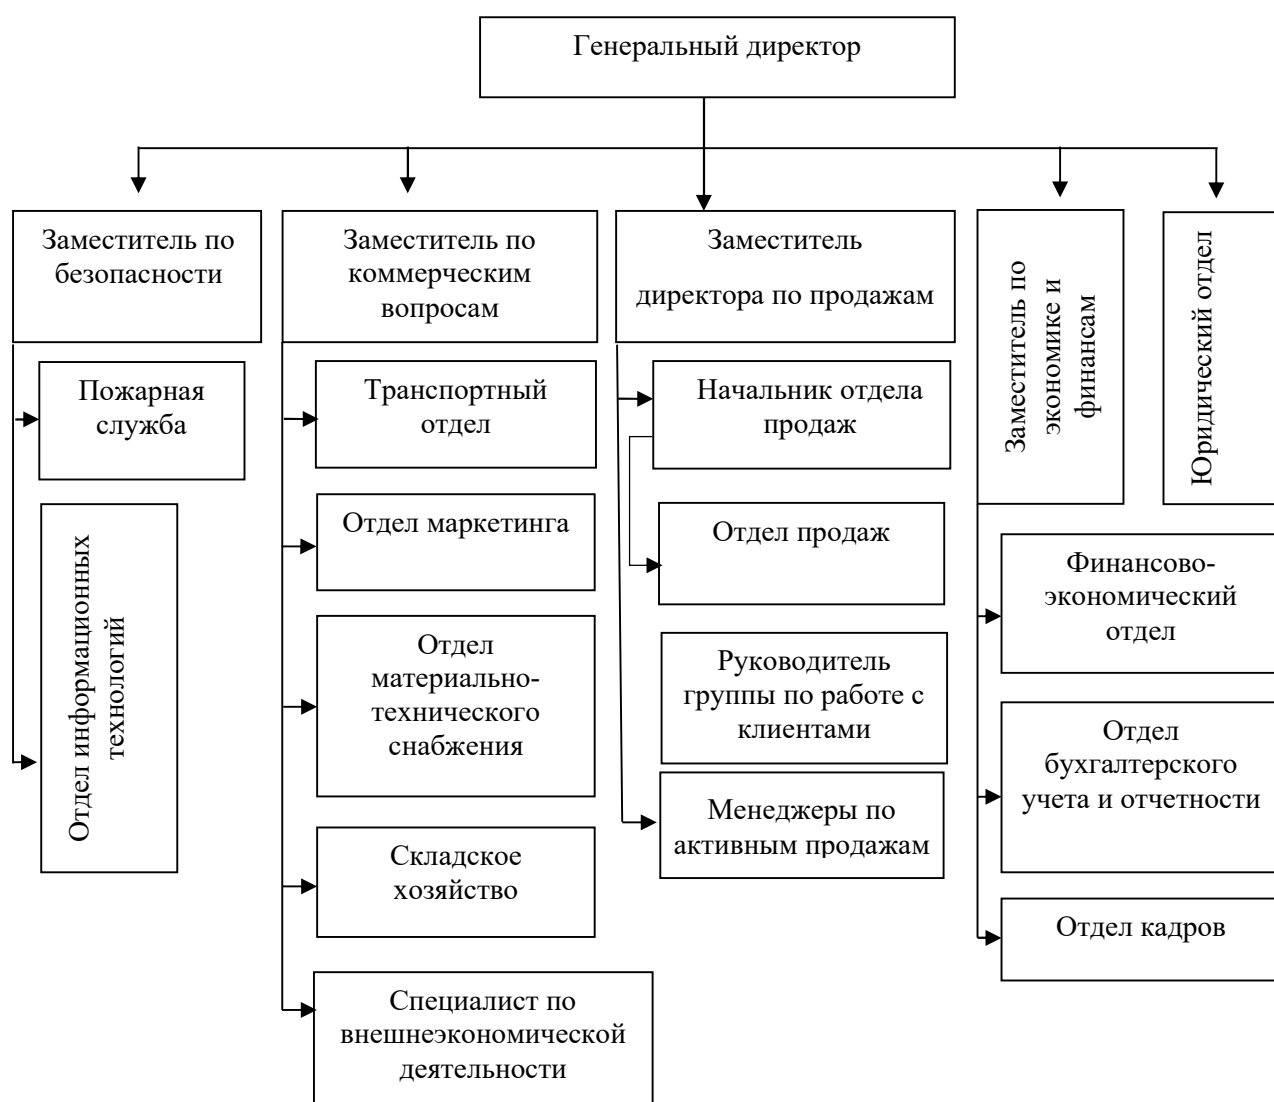 Генеральный директор
Заместитель по
безопасности
Заместитель по
коммерческим
вопросам
Заместитель
директора по продажам
Заместитель по
экономике и
финансам
Юридический отдел
Пожарная
служба
Отдел информационных
технологий
Транспортный
отдел
Отдел маркетинга
Отдел
материально-
технического
снабжения
Складское
хозяйство
Специалист по
внешнеэкономической
деятельности
Начальник отдела
продаж
Отдел продаж
Руководитель
группы по работе с
клиентами
Менеджеры по
активным продажам
Финансово-
экономический
отдел
Отдел
бухгалтерского
учета и отчетности
Отдел кадров